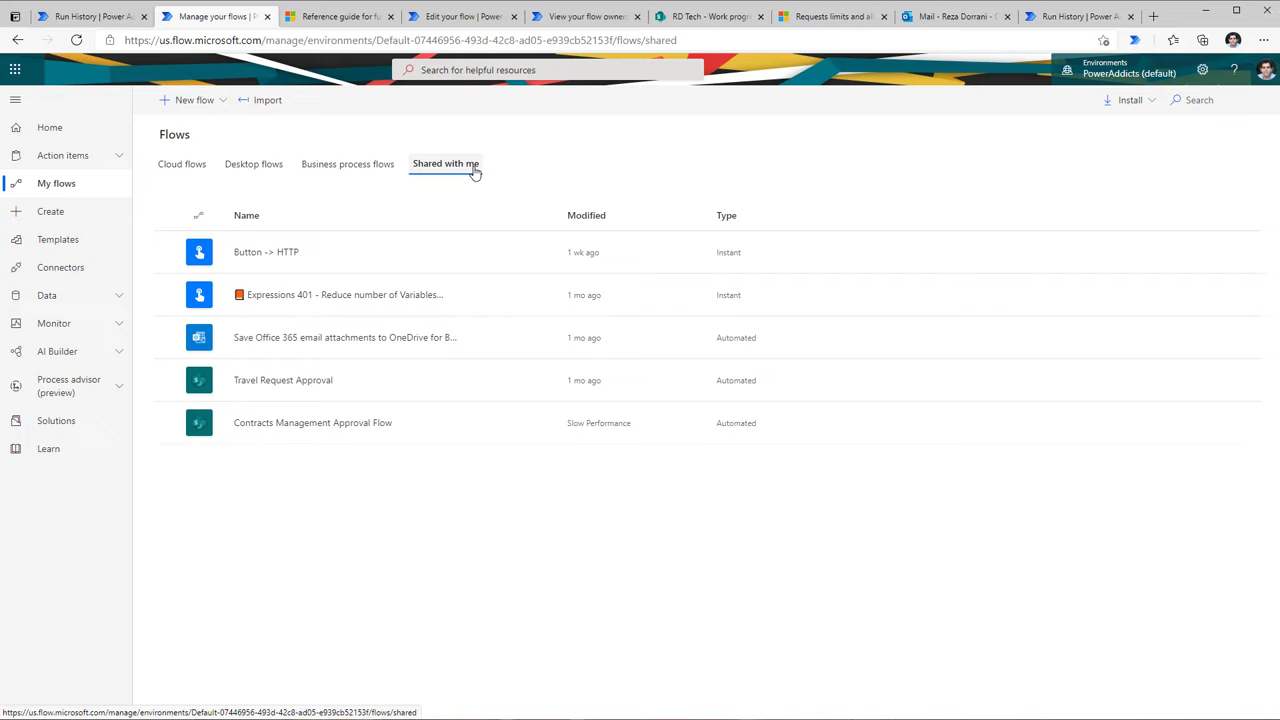 Run History | Power Au
Manage your flows | P
Reference guide for fu
Edit your flow | Power
View your flow owners
RD Tech - Work progr
Requests limits and all
Mail - Reza Dorrani - O
Run History | Power A
https://us.flow.microsoft.com/manage/environments/Default-07446956-493d-42c8-ad05-e939cb52153f/flows/shared
Search for helpful resources
Environments
PowerAddicts (default)
New flow
Import
Install
Search
Home
Action items
My flows
Create
Templates
Connectors
Data
Monitor
AI Builder
Process advisor
(preview)
Solutions
Learn
Flows
Cloud flows
Desktop flows
Business process flows
Shared with me
Name
Modified
Type
Button -> HTTP
1 wk ago
Instant
Expressions 401 - Reduce number of Variables...
1 mo ago
Instant
Save Office 365 email attachments to OneDrive for B...
1 mo ago
Automated
Travel Request Approval
1 mo ago
Automated
Contracts Management Approval Flow
Slow Performance
Automated
https://us.flow.microsoft.com/manage/environments/Default-07446956-493d-42c8-ad05-e939cb52153f/flows/shared